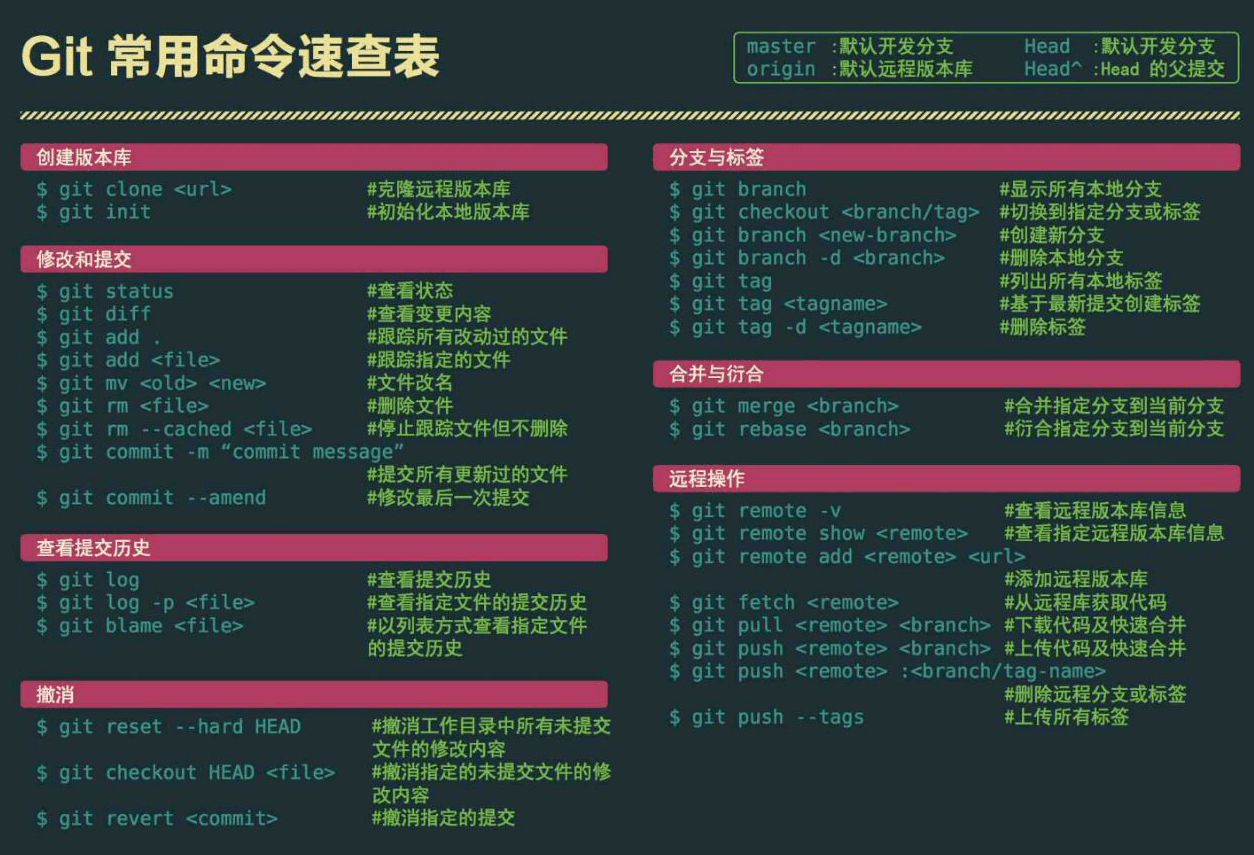 Git 常用命令速查表
master :默认开发分支 Head :默认开发分支
origin :默认远程版本库 Head^ :Head 的父提交
创建版本库
$ git clone <url> #克隆远程版本库
$ git init #初始化本地版本库
修改和提交
$ git status #查看状态
$ git diff #查看变更内容
$ git add . #跟踪所有改动过的文件
$ git add <file> #跟踪指定的文件
$ git mv <old> <new> #文件改名
$ git rm <file> #删除文件
$ git rm --cached <file> #停止跟踪文件但不删除
$ git commit -m “commit message”
#提交所有更新过的文件
$ git commit --amend #修改最后一次提交
查看提交历史
$ git log #查看提交历史
$ git log -p <file> #查看指定文件的提交历史
$ git blame <file> #以列表方式查看指定文件
的提交历史
撤消
$ git reset --hard HEAD #撤消工作目录中所有未提交
文件的修改内容
$ git checkout HEAD <file> #撤消指定的未提交文件的修
改内容
$ git revert <commit> #撤消指定的提交
分支与标签
$ git branch #显示所有本地分支
$ git checkout <branch/tag> #切换到指定分支或标签
$ git branch <new-branch> #创建新分支
$ git branch -d <branch> #删除本地分支
$ git tag #列出所有本地标签
$ git tag <tagname> #基于最新提交创建标签
$ git tag -d <tagname> #删除标签
合并与衍合
$ git merge <branch> #合并指定分支到当前分支
$ git rebase <branch> #衍合指定分支到当前分支
远程操作
$ git remote -v #查看远程版本库信息
$ git remote show <remote> #查看指定远程版本库信息
$ git remote add <remote> <url>
#添加远程版本库
$ git fetch <remote> #从远程库获取代码
$ git pull <remote> <branch> #下载代码及快速合并
$ git push <remote> <branch> #上传代码及快速合并
$ git push <remote> :<branch/tag-name>
#删除远程分支或标签
$ git push --tags #上传所有标签